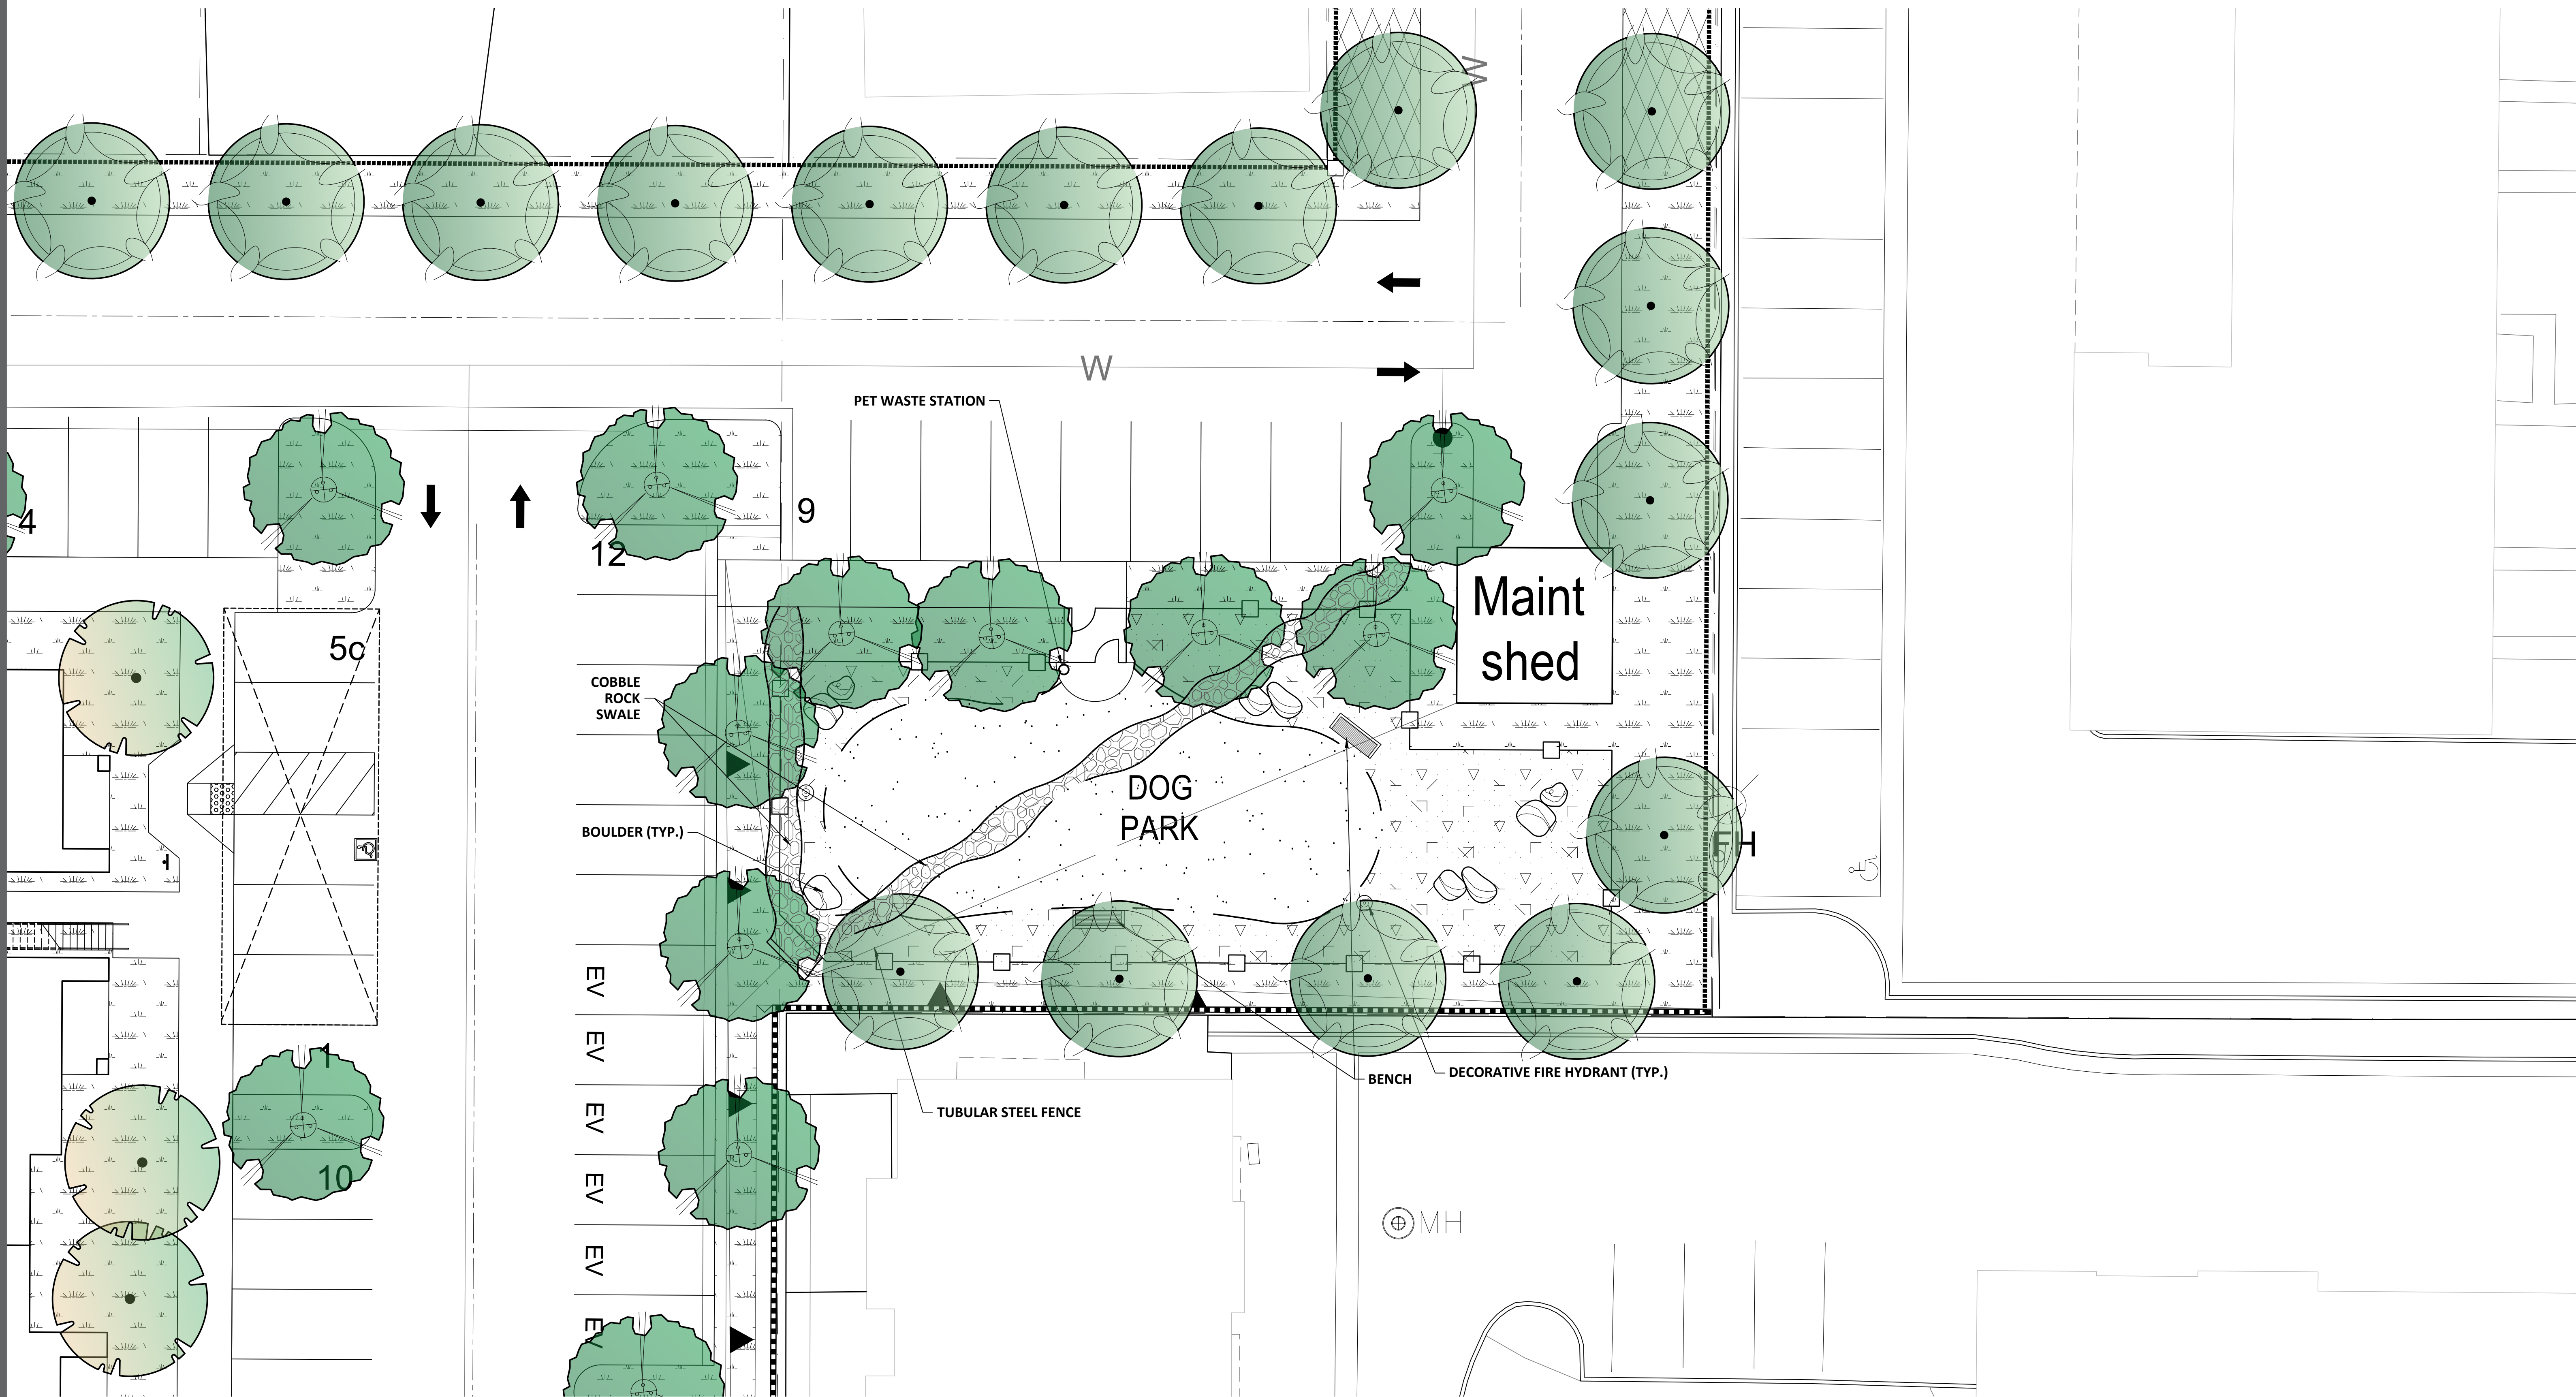 W
W
PET WASTE STATION
4
9
12
Maint
shed
5c
COBBLE
ROCK
SWALE
DOG
PARK
BOULDER (TYP.)
FH
EV
EV
EV
EV
EV
EV
1
10
BENCH
DECORATIVE FIRE HYDRANT (TYP.)
TUBULAR STEEL FENCE
MH